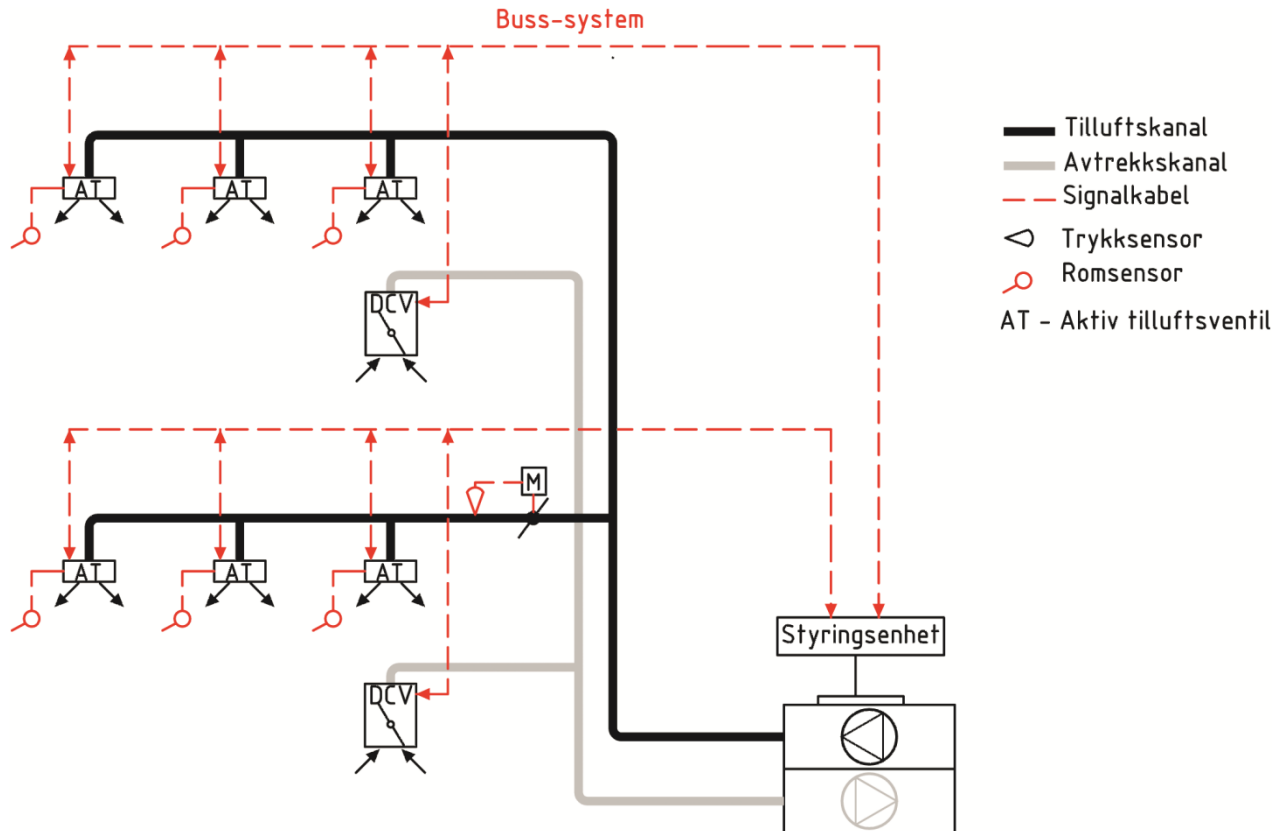 Buss-system
Tilluftskanal
Avtrekkskanal
Signalkabel
Trykksensor
Romsensor
AT - Aktiv tilluftsventil
AT
AT
AT
DCV
M
AT
AT
AT
DCV
Styringsenhet